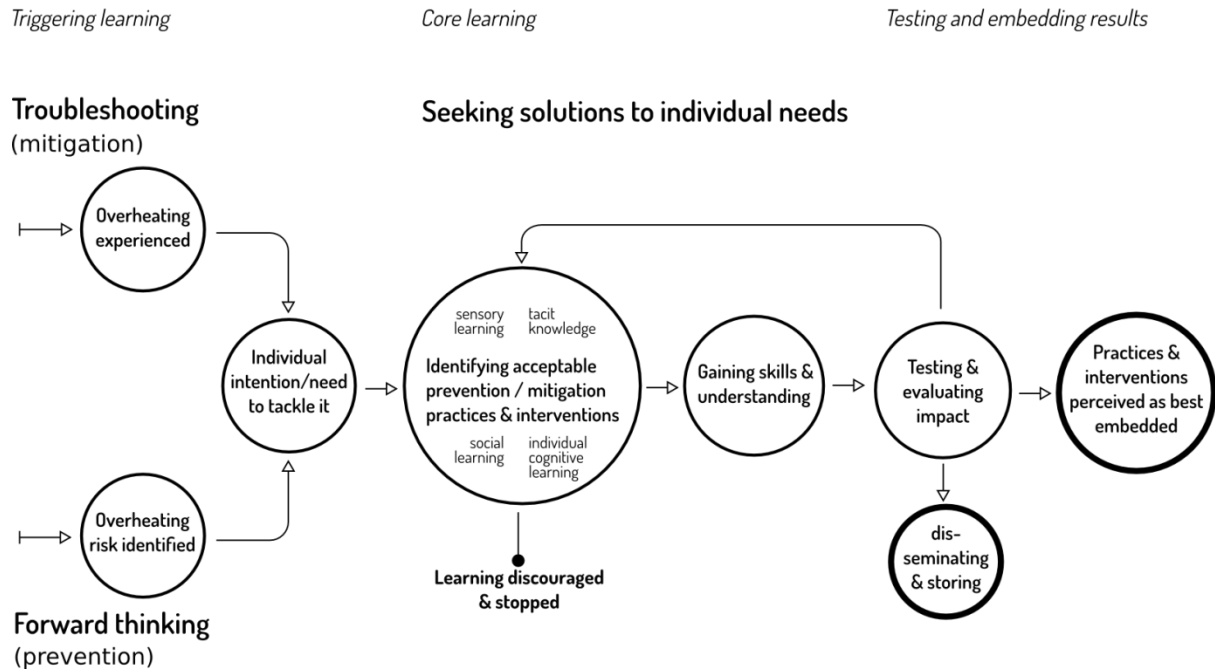 Triggering learning
Core learning
Testing and embedding results
Troubleshooting
(mitigation)
Seeking solutions to individual needs
Overheating
experienced
Individual
intention/need
to tackle it
Overheating
risk identified
Forward thinking
(prevention)
sensory
learning
tacit
knowledge
Identifying acceptable
prevention / mitigation
practices & interventions
social
learning
individual
cognitive
learning
Learning discouraged
& stopped
Gaining skills &
understanding
Testing &
evaluating
impact
Practices &
interventions
perceived as best
embedded
dis-
seminating
& storing